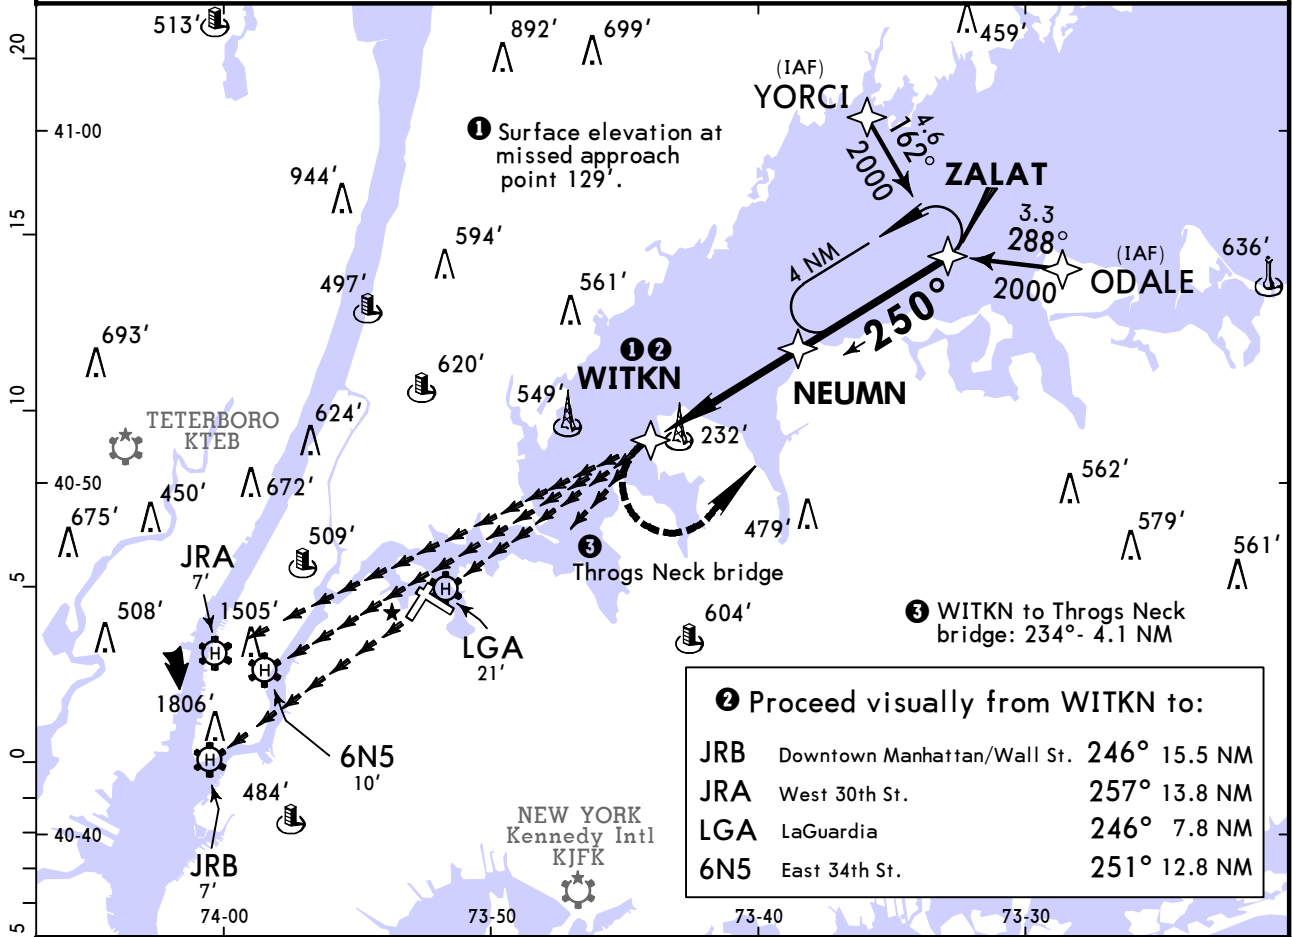 513'
892'
699'
459'
20
(IAF)
YORCI
41-00
❶ Surface elevation at
missed approach
point 129'.
4.6
162°
2000
ZALAT
944'
15
594'
3.3
288°
2000
(IAF)
ODALE
636'
4 NM
497'
561'
250°
693'
❶❷
WITKN
620'
549'
NEUMN
10
TETERBORO
KTEB
624'
232'
40-50
450'
672'
562'
675'
509'
479'
579'
❸
Throgs Neck bridge
561'
JRA
7'
5
508'
1505'
604'
❸ WITKN to Throgs Neck
bridge: 234°- 4.1 NM
H
H
H
LGA
21'
1806'
❷ Proceed visually from WITKN to:
JRB Downtown Manhattan/Wall St. 246° 15.5 NM
JRA West 30th St. 257° 13.8 NM
LGA LaGuardia 246° 7.8 NM
6N5 East 34th St. 251° 12.8 NM
0
H
6N5
10'
484'
NEW YORK
Kennedy Intl
KJFK
40-40
JRB
7'
5
74-00
73-50
73-40
73-30